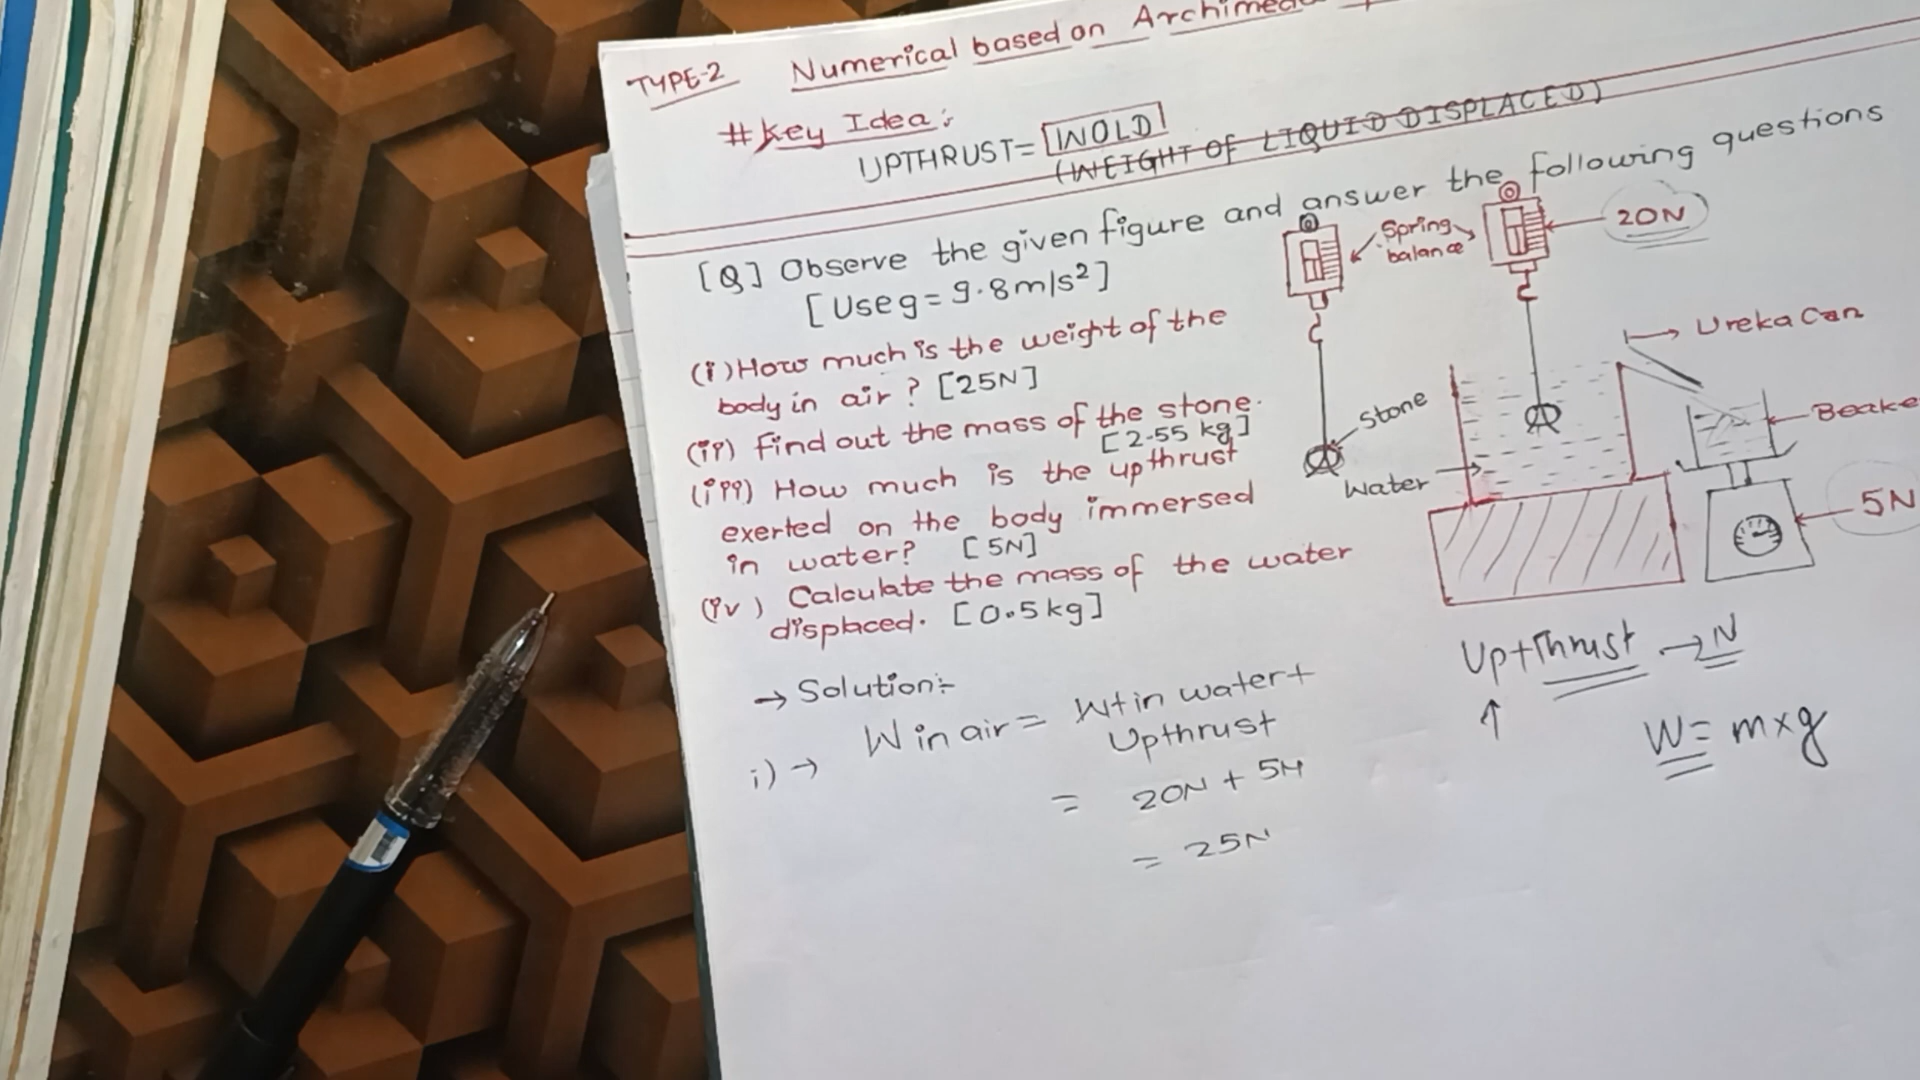 TYPE-2 Numerical based on
# Key Idea:
UPTHRUST= WOLD
(WEIGHT OF LIQUID DISPLACED)
[Q] Observe the given figure and answer the following questions
[Use g = 9.8m/s²]
(i) How much is the weight of the
body in air? [25N]
(ii) Find out the mass of the stone.
[2.55 kg]
(iii) How much is the upthrust
exerted on the body immersed
in water? [5N]
(iv) Calculate the mass of the water
displaced. [0.5kg]
Spring
balance
20N
Ureka Can
Stone
Water
5N
→ Solution:-
i) → W in air = Wt in water +
Upthrust
= 20N + 5N
= 25N
Upthrust → N
↑
W = m×g